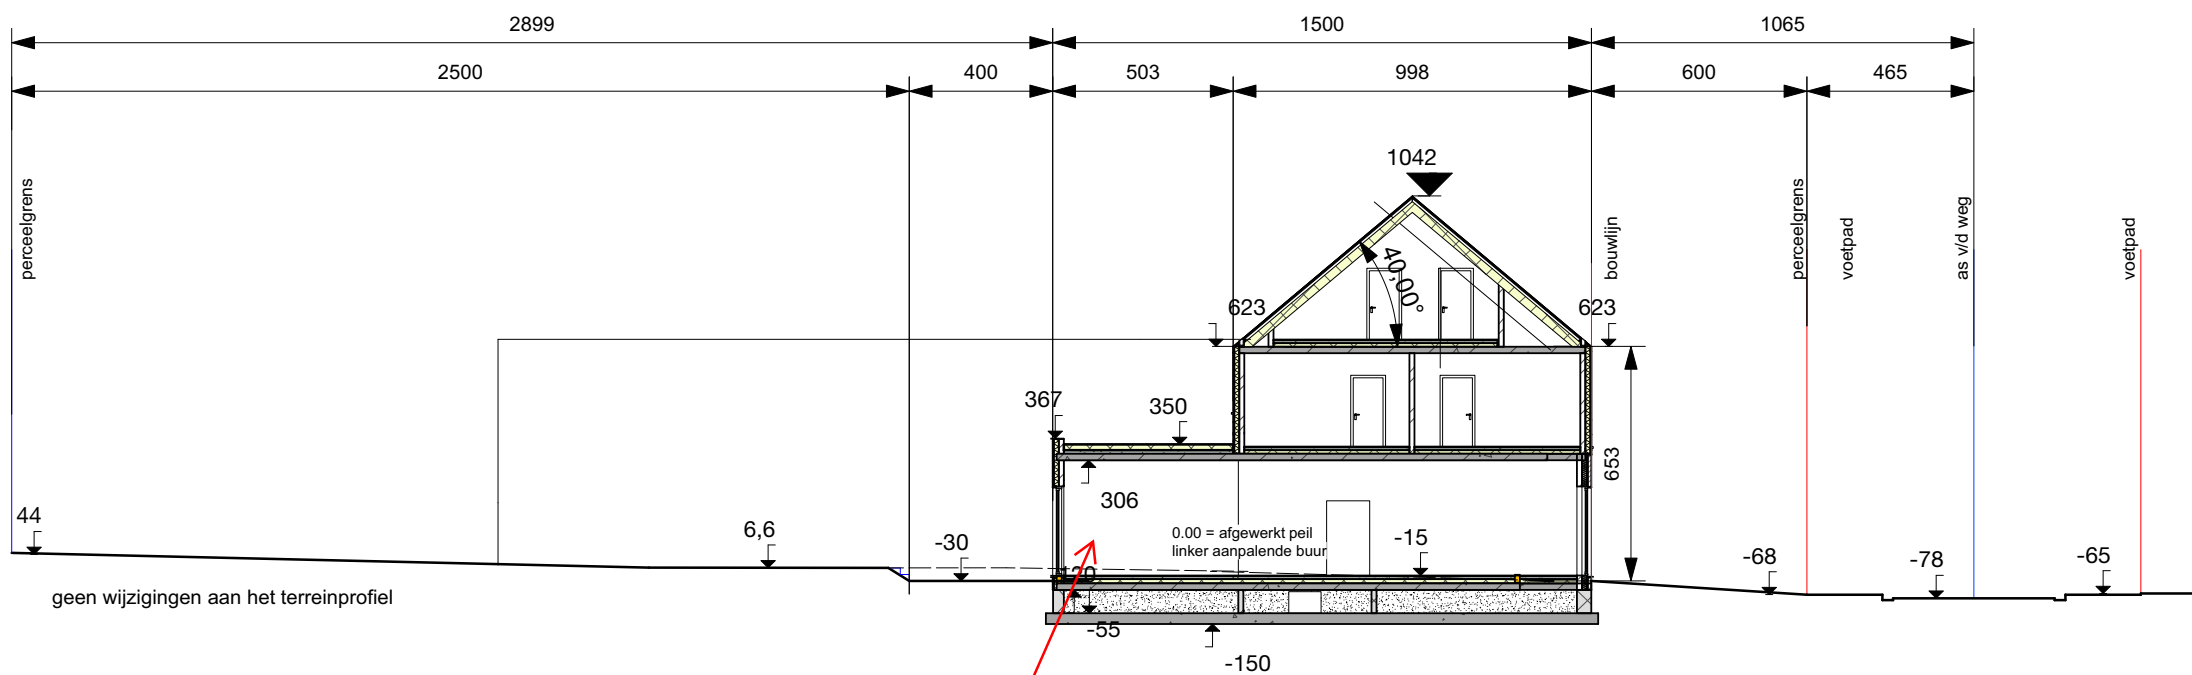 2899
1500
1065
2500
400
503
998
600
465
1042
perceelgrens
bouwlijn
perceelgrens
voetpad
as v/d weg
voetpad
40,00°
623
623
367
350
653
306
44
6,6
-30
0.00 = afgewerkt peil
linker aanpalende buur
-15
-68
-78
-65
geen wijzigingen aan het terreinprofiel
-55
-150